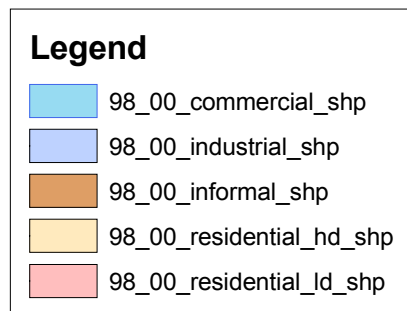 Legend
98_00_commercial_shp
98_00_industrial_shp
98_00_informal_shp
98_00_residential_hd_shp
98_00_residential_ld_shp